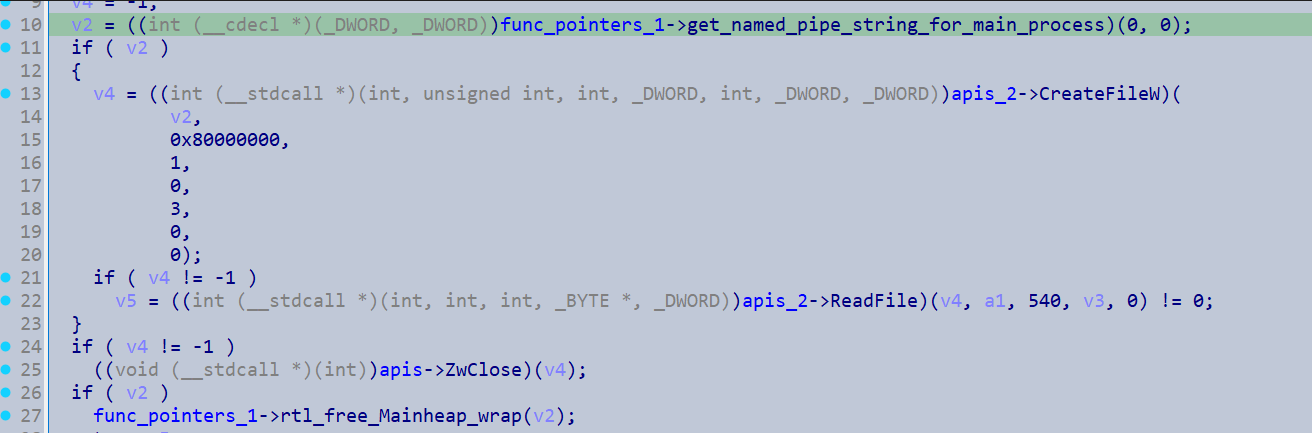 9 v4 = -1;
10 v2 = ((int (__cdecl *)(_DWORD, _DWORD))func_pointers_1->get_named_pipe_string_for_main_process)(0, 0);
11 if ( v2 )
12 {
13 v4 = ((int (__stdcall *)(int, unsigned int, int, _DWORD, int, _DWORD, _DWORD))apis_2->CreateFileW)(
14 v2,
15 0x80000000,
16 1,
17 0,
18 3,
19 0,
20 0);
21 if ( v4 != -1 )
22 v5 = ((int (__stdcall *)(int, int, int, _BYTE *, _DWORD))apis_2->ReadFile)(v4, a1, 540, v3, 0) != 0;
23 }
24 if ( v4 != -1 )
25 ((void (__stdcall *)(int))apis->ZwClose)(v4);
26 if ( v2 )
27 func_pointers_1->rtl_free_Mainheap_wrap(v2);